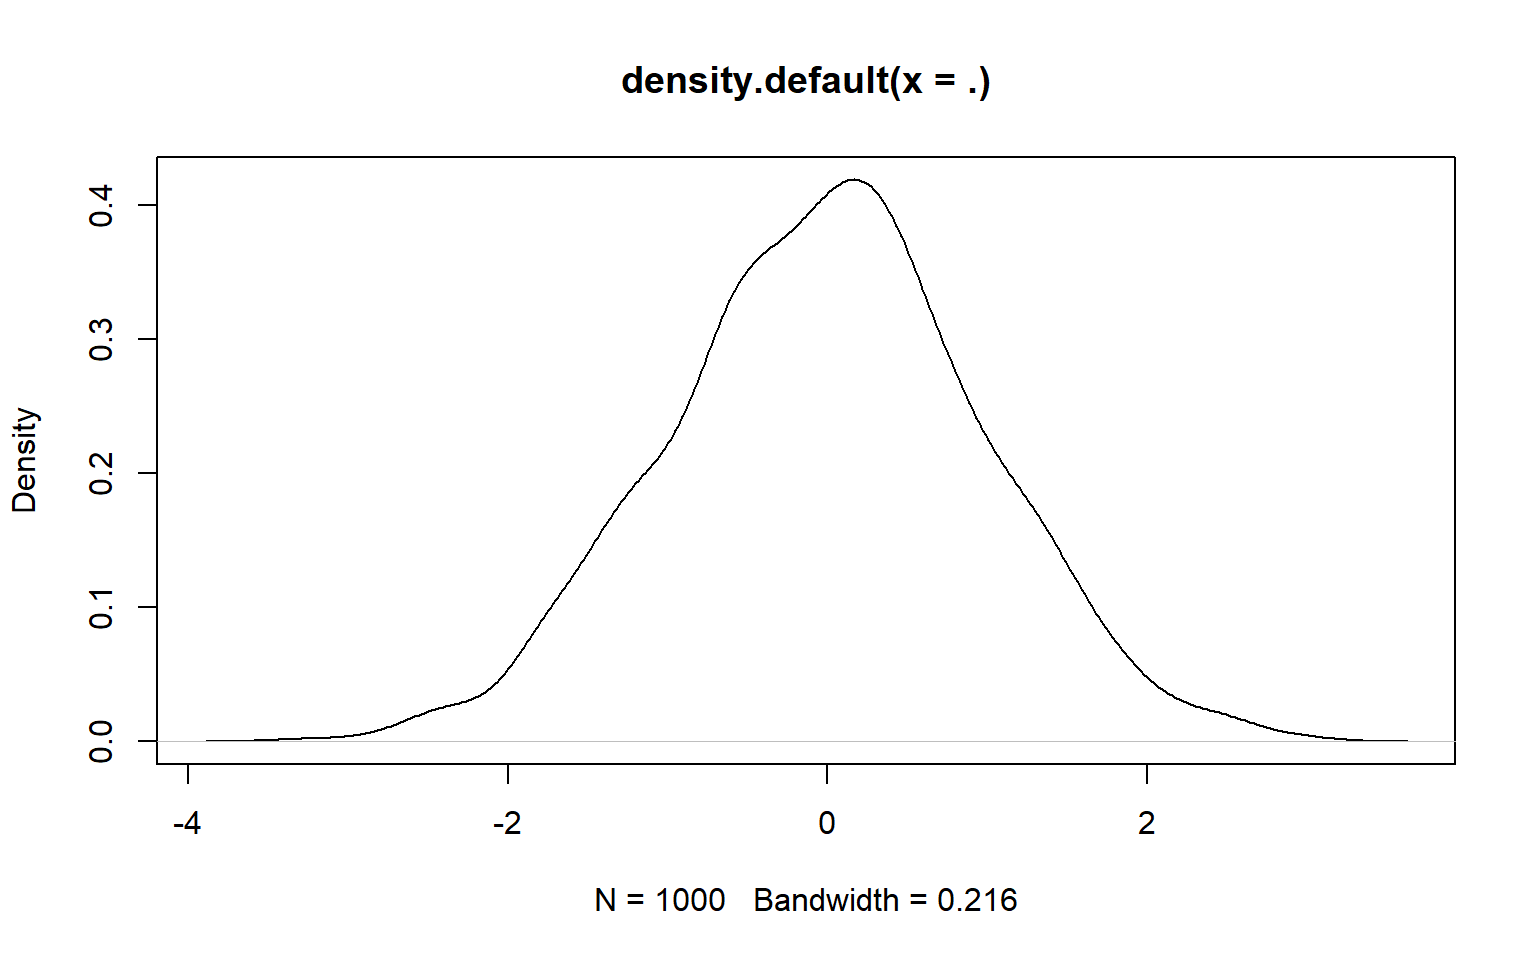 density.default(x = .)
Density
0.4
0.3
0.2
0.1
0.0
-4 -2 0 2
N = 1000 Bandwidth = 0.216